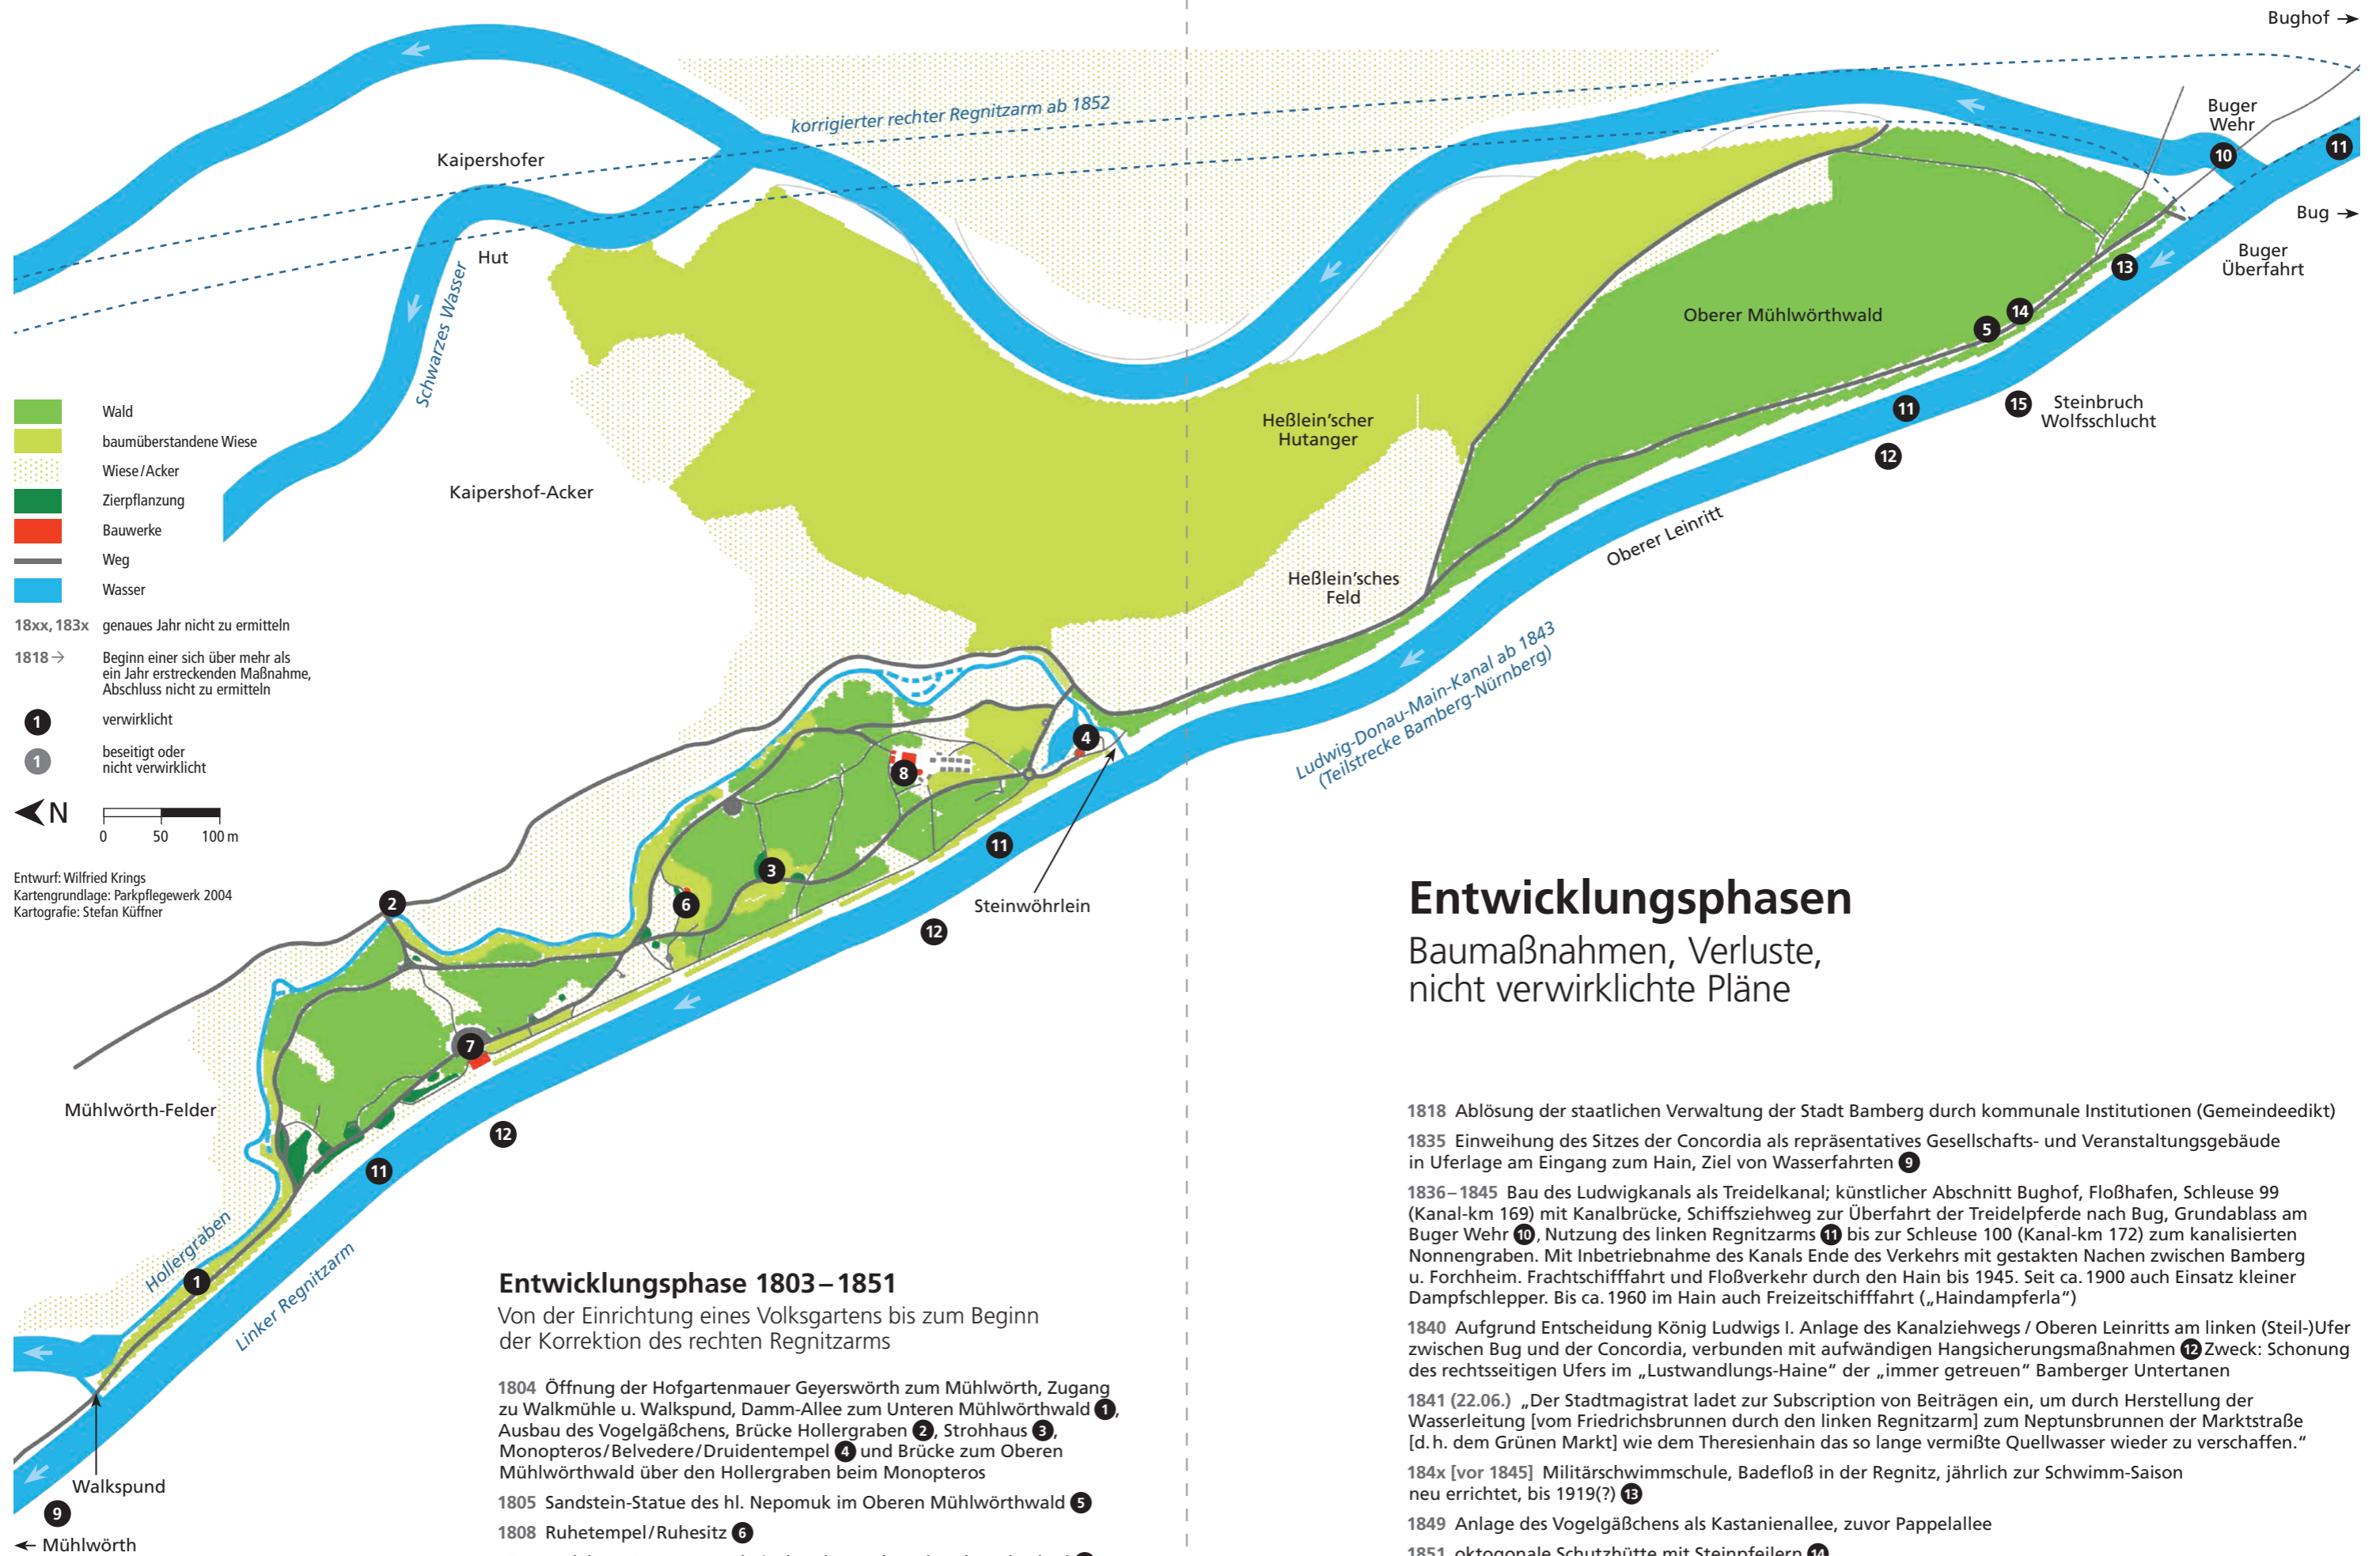 Bughof →
Buger
Wehr
10
11
korrigierter rechter Regnitzarm ab 1852
Kaipershofer
Hut
Bug →
Buger
Überfahrt
13
Schwarzes Wasser
Oberer Mühlwörthwald
14
5
11
15
Steinbruch
Wolfsschlucht
12
Heßlein’scher
Hutanger
Kaipershof-Acker
Oberer Leinritt
Heßlein’sches
Feld
Ludwig-Donau-Main-Kanal ab 1843
(Teilstrecke Bamberg-Nürnberg)
Wald
baumüberstandene Wiese
Wiese/Acker
Zierpflanzung
Bauwerke
Weg
Wasser
18xx, 183x genaues Jahr nicht zu ermitteln
1818→ Beginn einer sich über mehr als
ein Jahr erstreckenden Maßnahme,
Abschluss nicht zu ermitteln
1 verwirklicht
1 beseitigt oder
nicht verwirklicht
N
0 50 100 m
Entwurf: Wilfried Krings
Kartengrundlage: Parkpflegewerk 2004
Kartografie: Stefan Küffner
4
8
11
3
6
2
Steinwöhrlein
12
7
Mühlwörth-Felder
12
11
Hollergraben
1
Linker Regnitzarm
Walkspund
9
← Mühlwörth
Entwicklungsphase 1803–1851
Von der Einrichtung eines Volksgartens bis zum Beginn
der Korrektion des rechten Regnitzarms
1804 Öffnung der Hofgartenmauer Geyerswörth zum Mühlwörth, Zugang
zu Walkmühle u. Walkspund, Damm-Allee zum Unteren Mühlwörthwald 1,
Ausbau des Vogelgäßchens, Brücke Hollergraben 2, Strohhaus 3,
Monopteros/Belvedere/Druidentempel 4 und Brücke zum Oberen
Mühlwörthwald über den Hollergraben beim Monopteros
1805 Sandstein-Statue des hl. Nepomuk im Oberen Mühlwörthwald 5
1808 Ruhetempel/Ruhesitz 6
Entwicklungsphasen
Baumaßnahmen, Verluste,
nicht verwirklichte Pläne
1818 Ablösung der staatlichen Verwaltung der Stadt Bamberg durch kommunale Institutionen (Gemeindeedikt)
1835 Einweihung des Sitzes der Concordia als repräsentatives Gesellschafts- und Veranstaltungsgebäude
in Uferlage am Eingang zum Hain, Ziel von Wasserfahrten 9
1836–1845 Bau des Ludwigkanals als Treidelkanal; künstlicher Abschnitt Bughof, Floßhafen, Schleuse 99
(Kanal-km 169) mit Kanalbrücke, Schiffsziehweg zur Überfahrt der Treidelpferde nach Bug, Grundablass am
Buger Wehr 10, Nutzung des linken Regnitzarms 11 bis zur Schleuse 100 (Kanal-km 172) zum kanalisierten
Nonnengraben. Mit Inbetriebnahme des Kanals Ende des Verkehrs mit gestakten Nachen zwischen Bamberg
u. Forchheim. Frachtschifffahrt und Floßverkehr durch den Hain bis 1945. Seit ca. 1900 auch Einsatz kleiner
Dampfschlepper. Bis ca. 1960 im Hain auch Freizeitschifffahrt („Haindampferla“)
1840 Aufgrund Entscheidung König Ludwigs I. Anlage des Kanalziehwegs / Oberen Leinritts am linken (Steil-)Ufer
zwischen Bug und der Concordia, verbunden mit aufwändigen Hangsicherungsmaßnahmen 12 Zweck: Schonung
des rechtsseitigen Ufers im „Lustwandlungs-Haine“ der „immer getreuen“ Bamberger Untertanen
1841 (22.06.) „Der Stadtmagistrat ladet zur Subscription von Beiträgen ein, um durch Herstellung der
Wasserleitung [vom Friedrichsbrunnen durch den linken Regnitzarm] zum Neptunsbrunnen der Marktstraße
[d. h. dem Grünen Markt] wie dem Theresienhain das so lange vermißte Quellwasser wieder zu verschaffen.“
184x [vor 1845] Militärschwimmschule, Badefloß in der Regnitz, jährlich zur Schwimm-Saison
neu errichtet, bis 1919(?) 13
1849 Anlage des Vogelgäßchens als Kastanienallee, zuvor Pappelallee
1851 oktogonale Schutzhütte mit Steinpfeilern 14